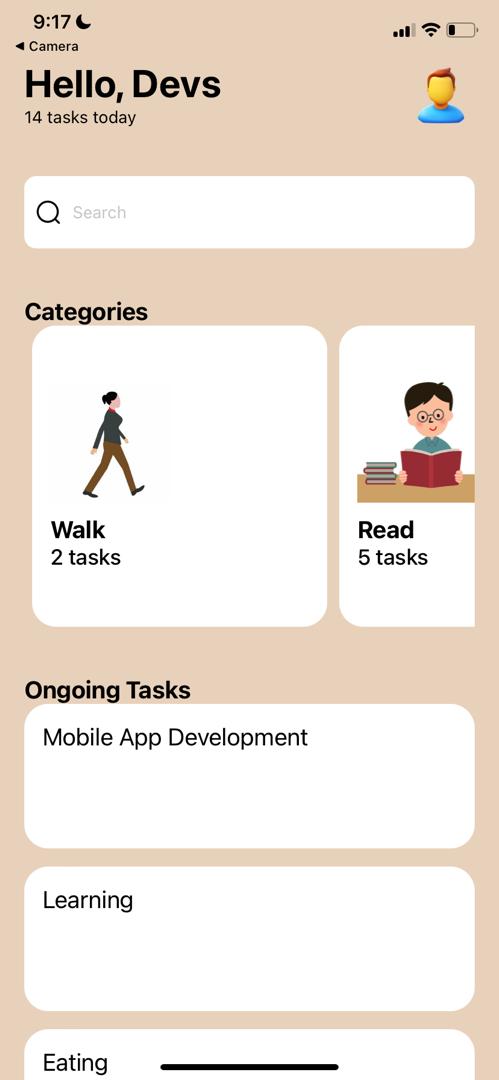 9:17
◀ Camera
Hello, Devs
14 tasks today
Search
Categories
Walk
2 tasks
Read
5 tasks
Ongoing Tasks
Mobile App Development
Learning
Eating